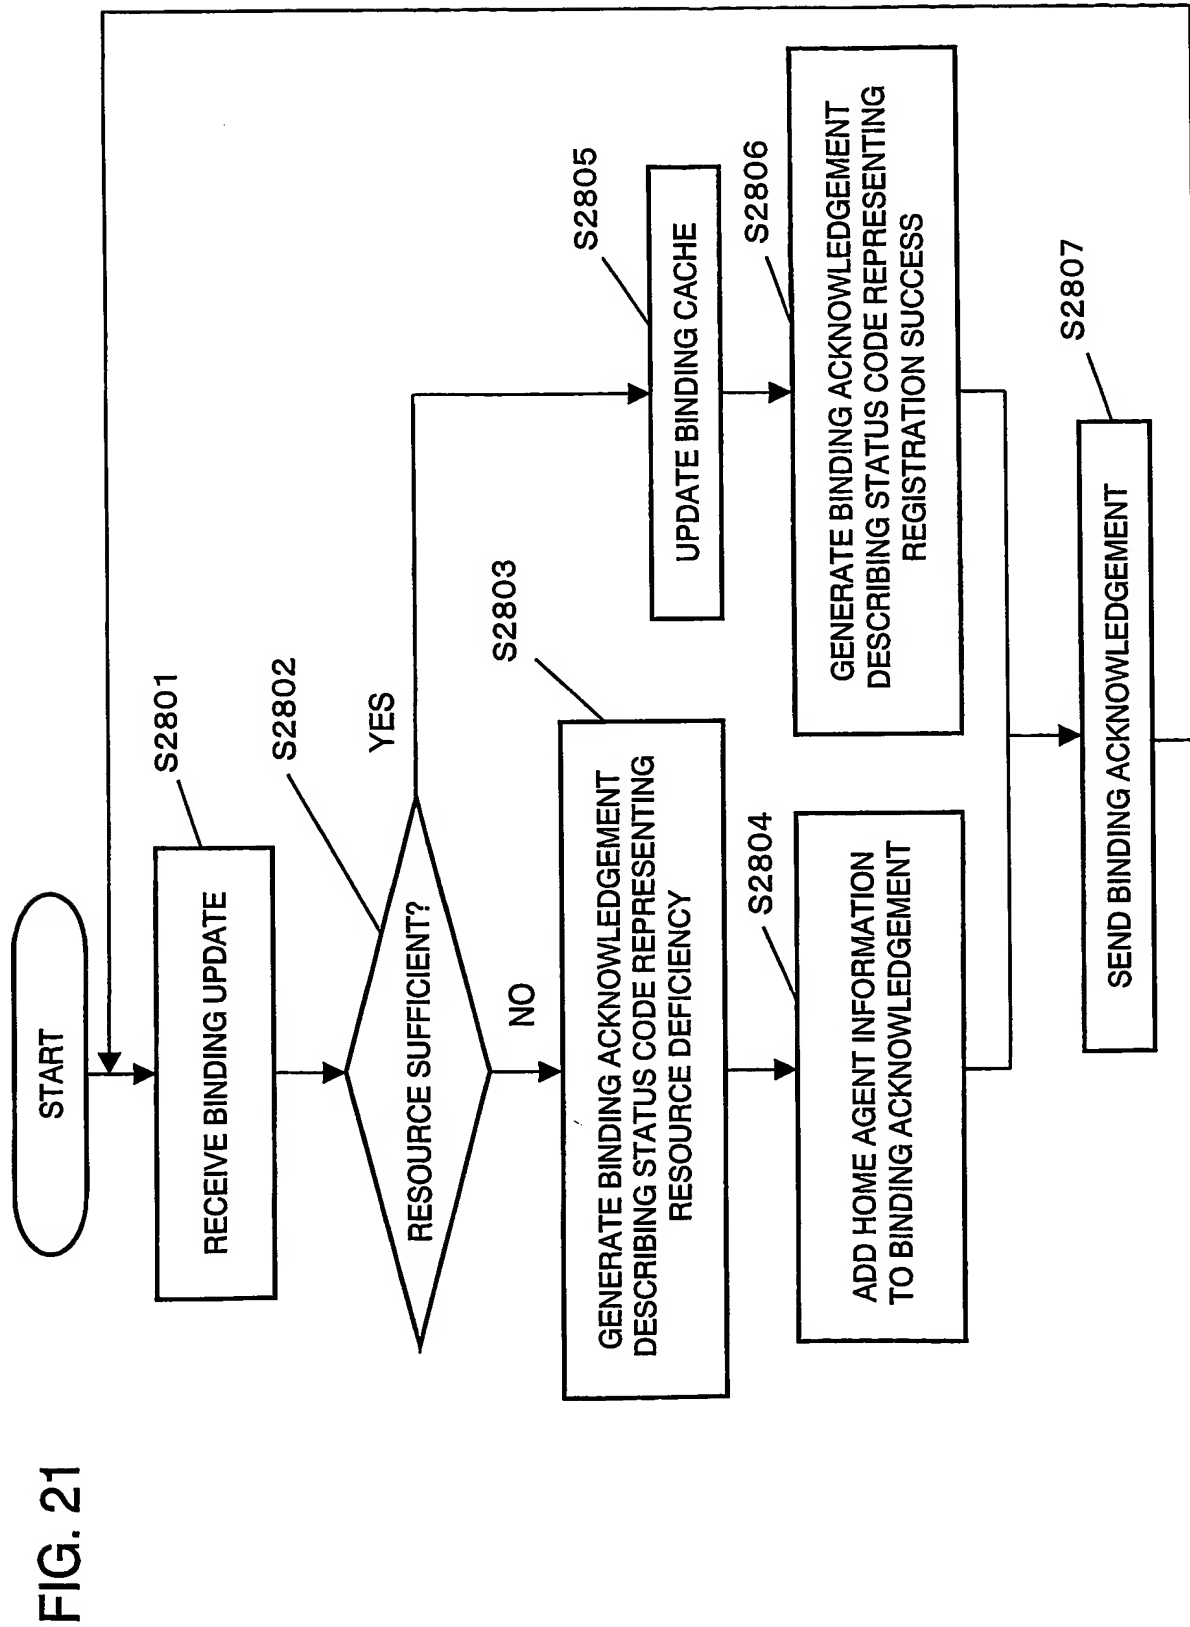 FIG. 21
START
S2801
RECEIVE BINDING UPDATE
S2802
RESOURCE SUFFICIENT?
YES
NO
S2803
GENERATE BINDING ACKNOWLEDGEMENT
DESCRIBING STATUS CODE REPRESENTING
RESOURCE DEFICIENCY
S2804
ADD HOME AGENT INFORMATION
TO BINDING ACKNOWLEDGEMENT
S2805
UPDATE BINDING CACHE
S2806
GENERATE BINDING ACKNOWLEDGEMENT
DESCRIBING STATUS CODE REPRESENTING
REGISTRATION SUCCESS
S2807
SEND BINDING ACKNOWLEDGEMENT